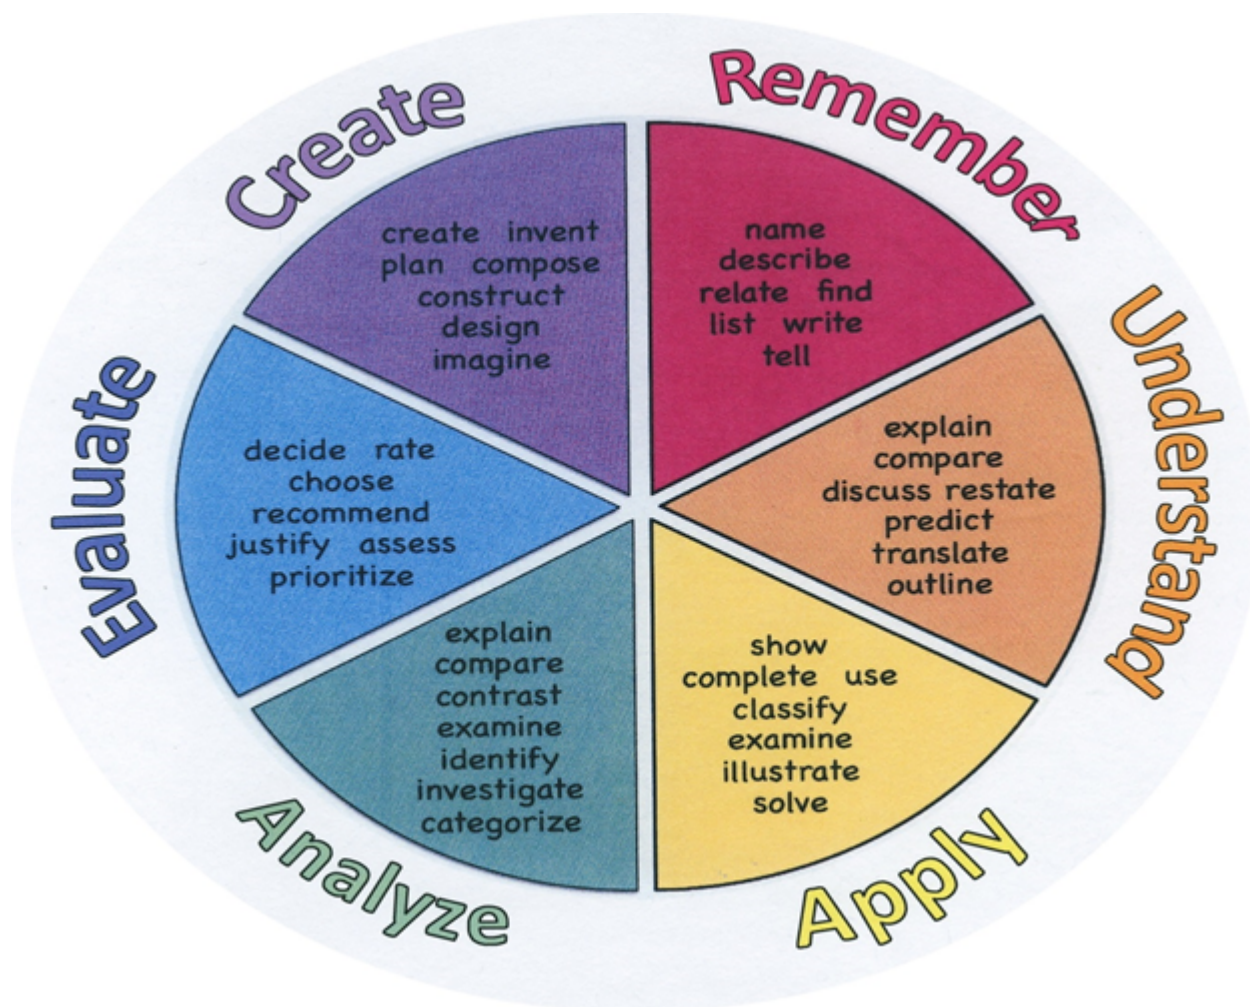 Remember
name
describe
relate find
list write
tell
Understand
explain
compare
discuss restate
predict
translate
outline
Apply
show
complete use
classify
examine
illustrate
solve
Analyze
explain
compare
contrast
examine
identify
investigate
categorize
Evaluate
decide rate
choose
recommend
justify assess
prioritize
Create
create invent
plan compose
construct
design
imagine